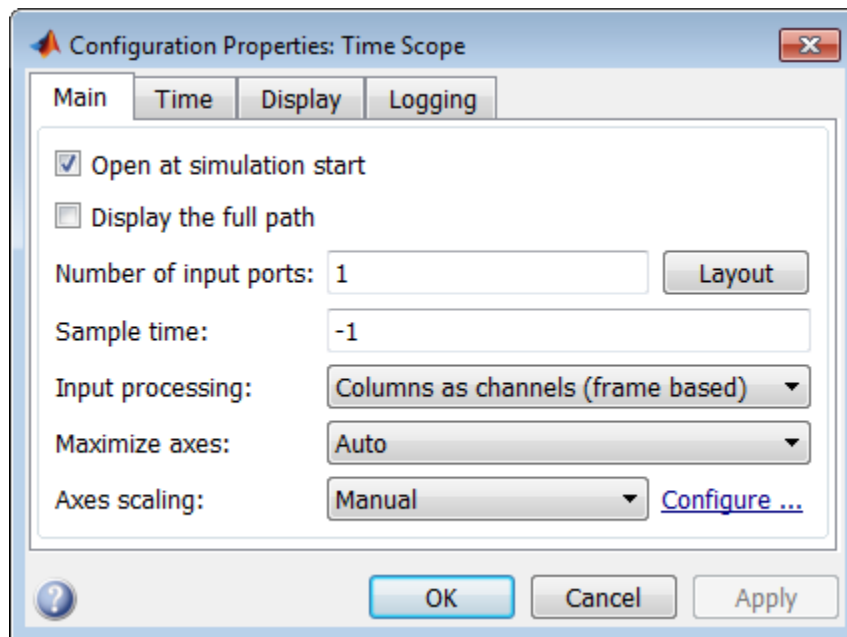 Configuration Properties: Time Scope
Main Time Display Logging
Open at simulation start
Display the full path
Number of input ports: 1 Layout
Sample time: -1
Input processing: Columns as channels (frame based)
Maximize axes: Auto
Axes scaling: Manual Configure ...
? OK Cancel Apply